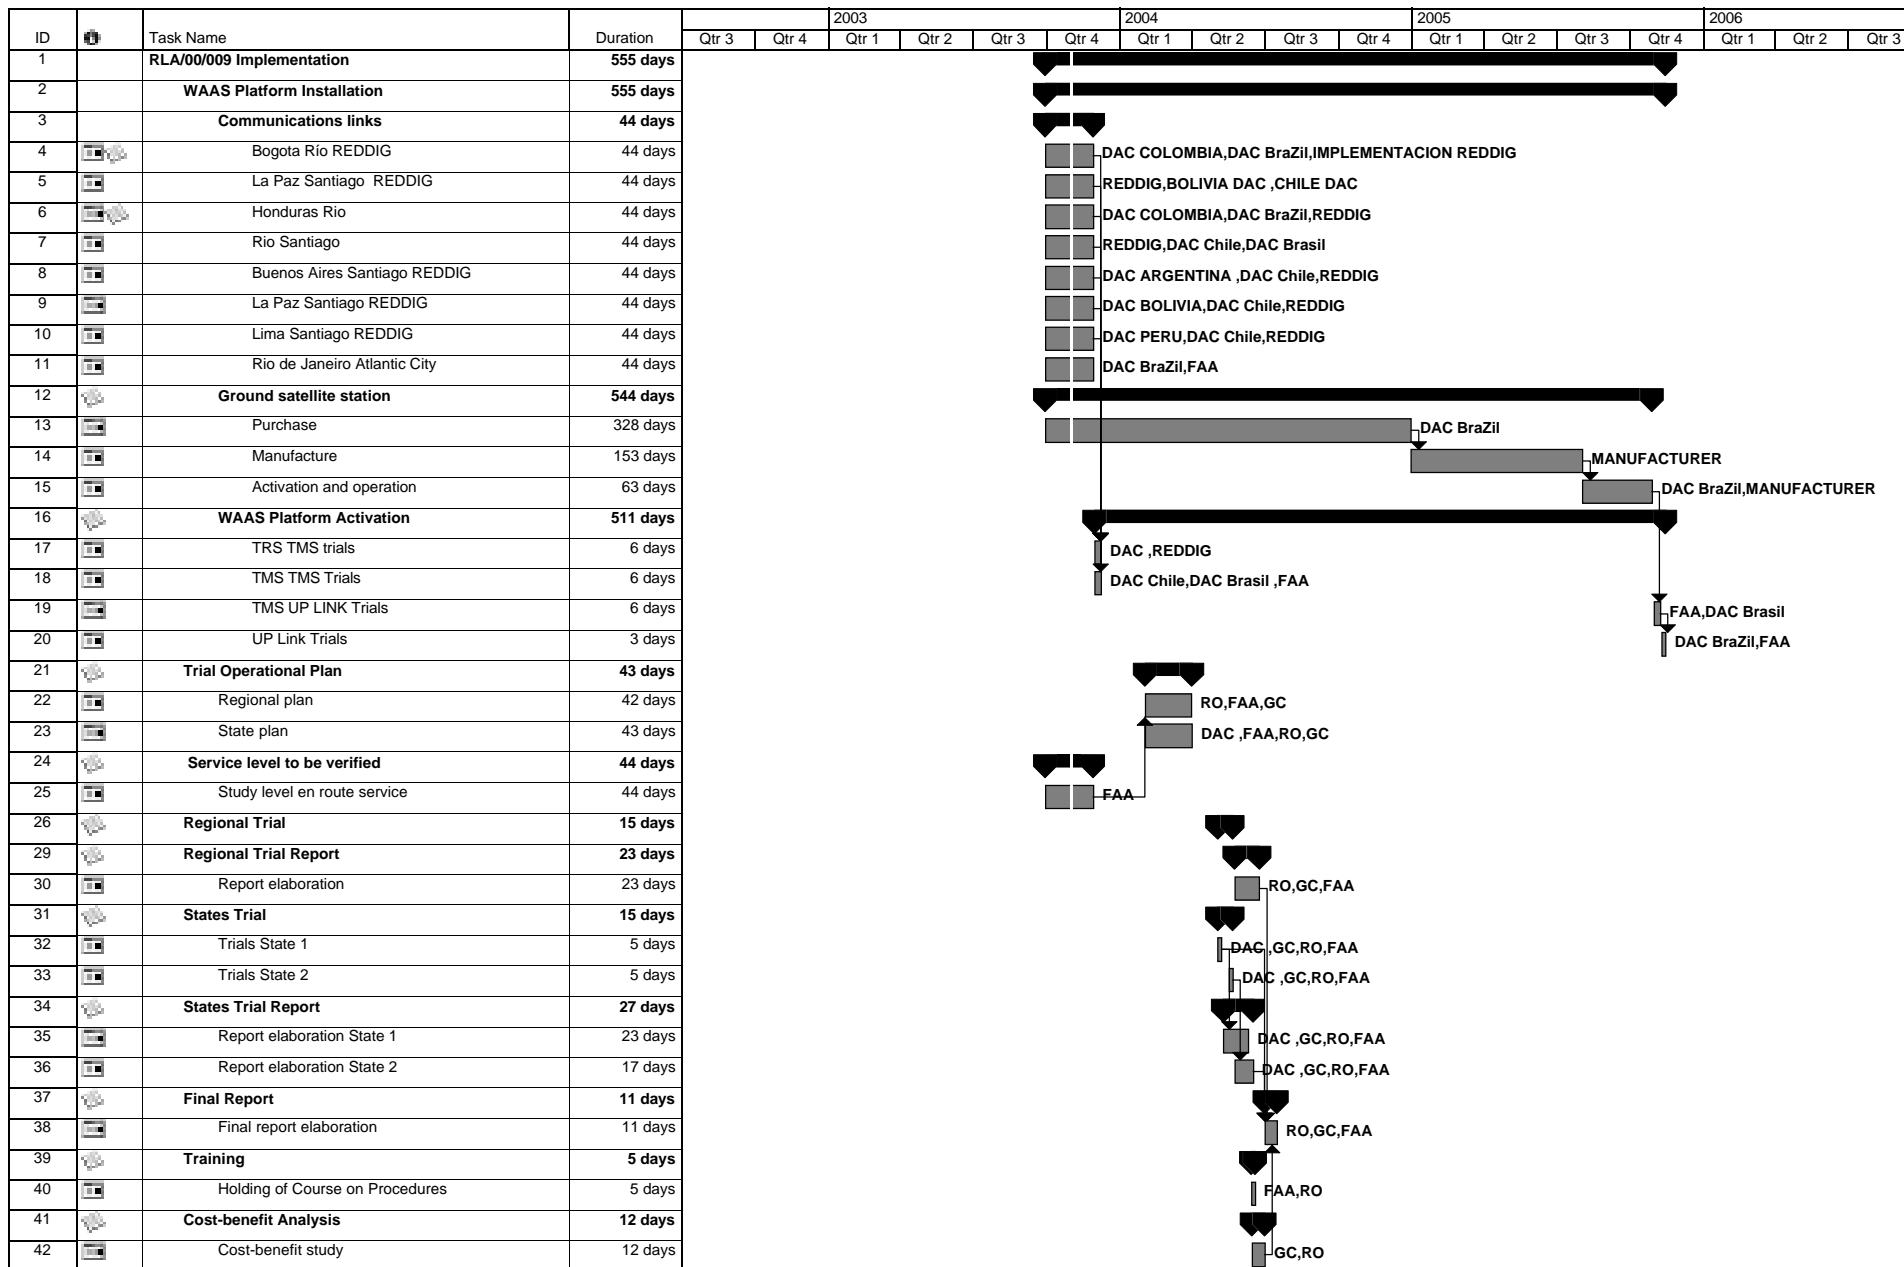 2003 2004 2005 2006
ID Task Name Duration Qtr 3 Qtr 4 Qtr 1 Qtr 2 Qtr 3 Qtr 4 Qtr 1 Qtr 2 Qtr 3 Qtr 4 Qtr 1 Qtr 2 Qtr 3 Qtr 4 Qtr 1 Qtr 2 Qtr 3
1 RLA/00/009 Implementation 555 days
2 WAAS Platform Installation 555 days
3 Communications links 44 days
4 Bogota Río REDDIG 44 days DAC COLOMBIA,DAC BraZil,IMPLEMENTACION REDDIG
5 La Paz Santiago REDDIG 44 days REDDIG,BOLIVIA DAC ,CHILE DAC
6 Honduras Rio 44 days DAC COLOMBIA,DAC BraZil,REDDIG
7 Rio Santiago 44 days REDDIG,DAC Chile,DAC Brasil
8 Buenos Aires Santiago REDDIG 44 days DAC ARGENTINA ,DAC Chile,REDDIG
9 La Paz Santiago REDDIG 44 days DAC BOLIVIA,DAC Chile,REDDIG
10 Lima Santiago REDDIG 44 days DAC PERU,DAC Chile,REDDIG
11 Rio de Janeiro Atlantic City 44 days DAC BraZil,FAA
12 Ground satellite station 544 days
13 Purchase 328 days DAC BraZil
14 Manufacture 153 days MANUFACTURER
15 Activation and operation 63 days DAC BraZil,MANUFACTURER
16 WAAS Platform Activation 511 days
17 TRS TMS trials 6 days DAC ,REDDIG
18 TMS TMS Trials 6 days DAC Chile,DAC Brasil ,FAA
19 TMS UP LINK Trials 6 days FAA,DAC Brasil
20 UP Link Trials 3 days DAC BraZil,FAA
21 Trial Operational Plan 43 days
22 Regional plan 42 days RO,FAA,GC
23 State plan 43 days DAC ,FAA,RO,GC
24 Service level to be verified 44 days
25 Study level en route service 44 days FAA
26 Regional Trial 15 days
29 Regional Trial Report 23 days
30 Report elaboration 23 days RO,GC,FAA
31 States Trial 15 days
32 Trials State 1 5 days DAC ,GC,RO,FAA
33 Trials State 2 5 days DAC ,GC,RO,FAA
34 States Trial Report 27 days
35 Report elaboration State 1 23 days DAC ,GC,RO,FAA
36 Report elaboration State 2 17 days DAC ,GC,RO,FAA
37 Final Report 11 days
38 Final report elaboration 11 days RO,GC,FAA
39 Training 5 days
40 Holding of Course on Procedures 5 days FAA,RO
41 Cost-benefit Analysis 12 days
42 Cost-benefit study 12 days GC,RO